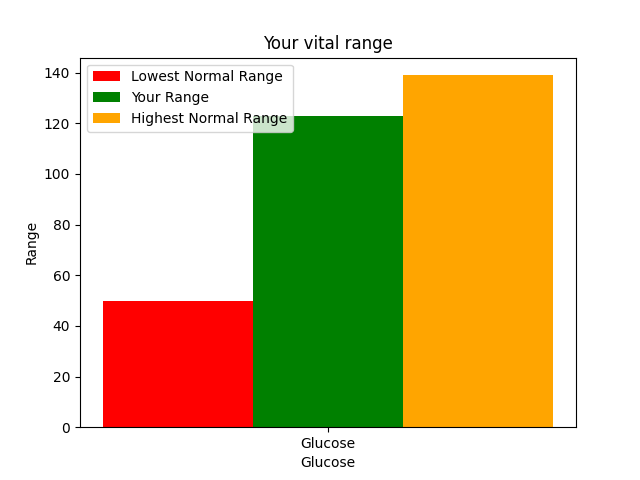 Your vital range
Lowest Normal Range
Your Range
Highest Normal Range
Range
140
120
100
80
60
40
20
0
Glucose
Glucose